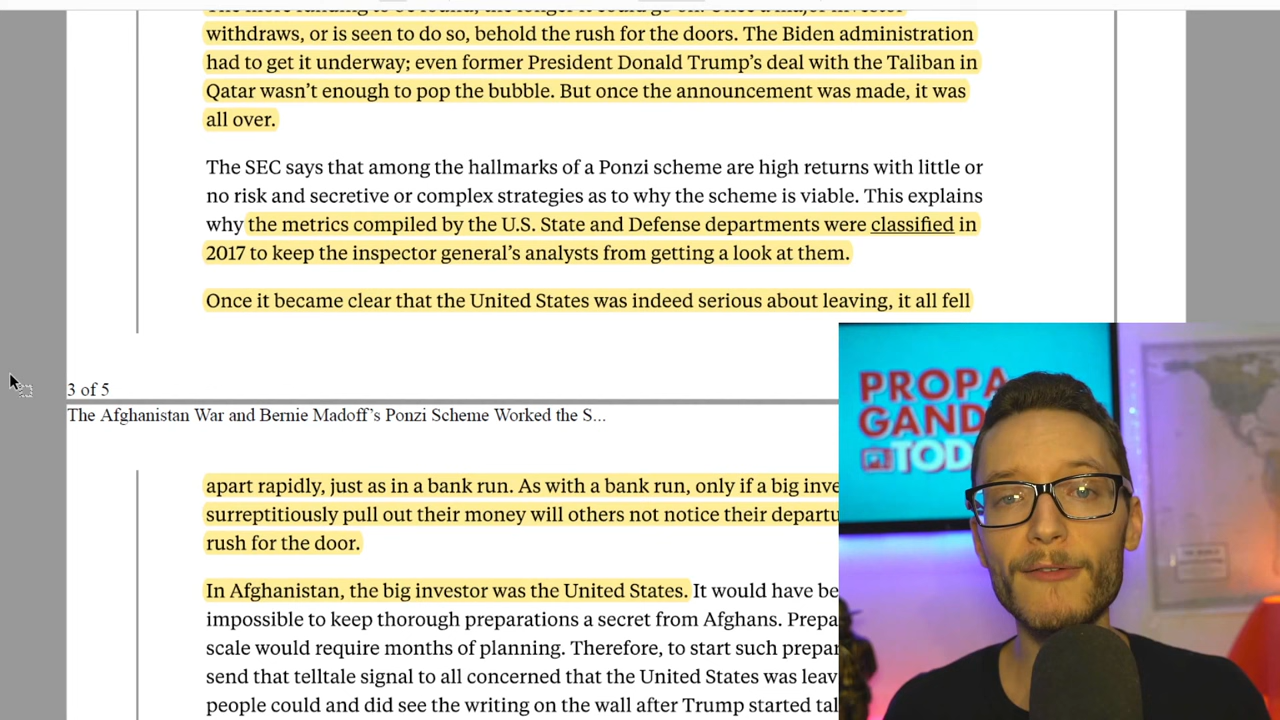 withdraws, or is seen to do so, behold the rush for the doors. The Biden administration
had to get it underway; even former President Donald Trump’s deal with the Taliban in
Qatar wasn’t enough to pop the bubble. But once the announcement was made, it was
all over.
The SEC says that among the hallmarks of a Ponzi scheme are high returns with little or
no risk and secretive or complex strategies as to why the scheme is viable. This explains
why the metrics compiled by the U.S. State and Defense departments were classified in
2017 to keep the inspector general’s analysts from getting a look at them.
Once it became clear that the United States was indeed serious about leaving, it all fell
3 of 5
The Afghanistan War and Bernie Madoff’s Ponzi Scheme Worked the S...
apart rapidly, just as in a bank run. As with a bank run, only if a big inve
surreptitiously pull out their money will others not notice their departu
rush for the door.
In Afghanistan, the big investor was the United States. It would have be
impossible to keep thorough preparations a secret from Afghans. Prepa
scale would require months of planning. Therefore, to start such prepar
send that telltale signal to all concerned that the United States was leav
people could and did see the writing on the wall after Trump started tal
PROPA
GAND
TOD